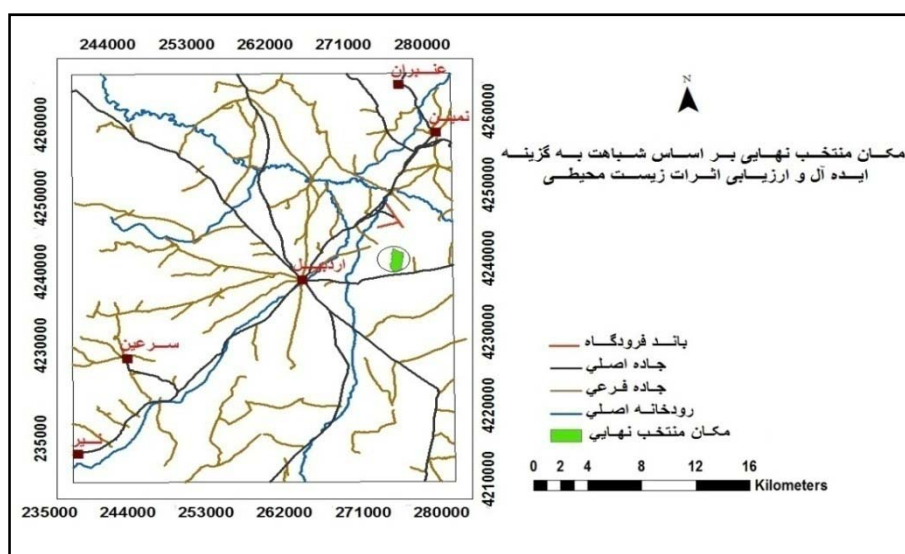 244000 253000 262000 271000 280000
عنبران
نمین
N
مکان منتخب نهایی بر اساس شباهت به گزینه
ایده آل و ارزیابی اثرات زیست محیطی
4260000
4250000
4240000
4230000
4220000
4210000
4260000
4250000
4240000
4230000
235000
اردبیل
سرعین
نیر
باند فرودگاه
جاده اصلي
جاده فرعي
رودخانه اصلي
مکان منتخب نهايي
0 2 4 8 12 16
Kilometers
235000 244000 253000 262000 271000 280000